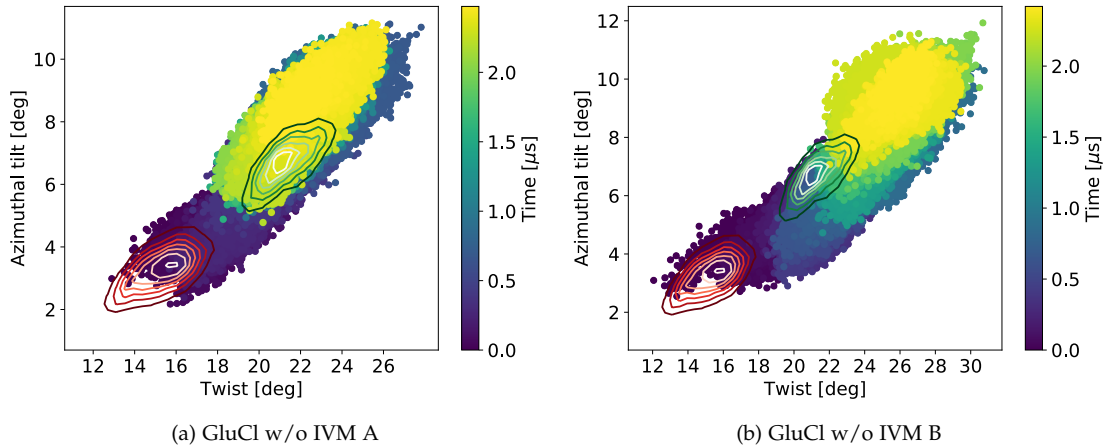 10
8
6
4
2
Azimuthal tilt [deg]
12 14 16 18 20 22 24 26
Twist [deg]
2.0
1.5
1.0
0.5
0.0
Time [μs]
(a) GluCl w/o IVM A
12
10
8
6
4
2
Azimuthal tilt [deg]
12 14 16 18 20 22 24 26 28 30
Twist [deg]
2.0
1.5
1.0
0.5
0.0
Time [μs]
(b) GluCl w/o IVM B